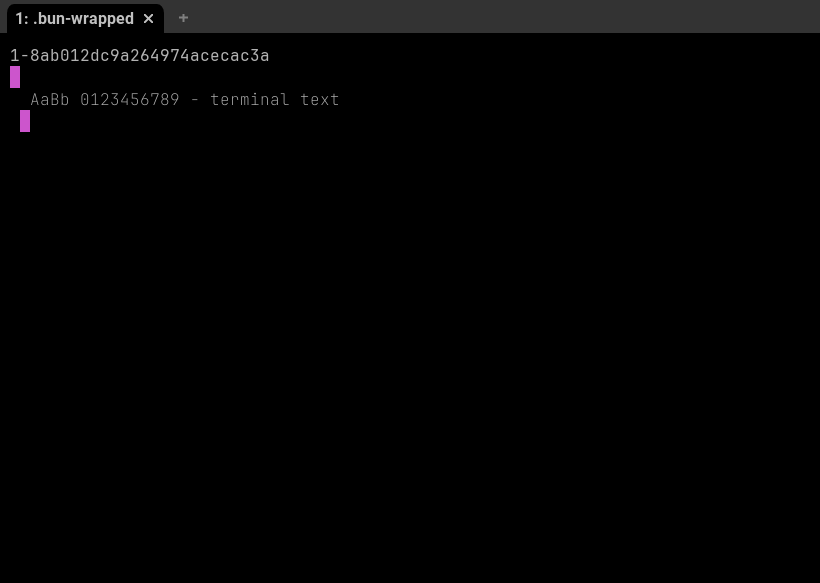 1: .bun-wrapped × +
1-8ab012dc9a264974acecac3a
AaBb 0123456789 - terminal text